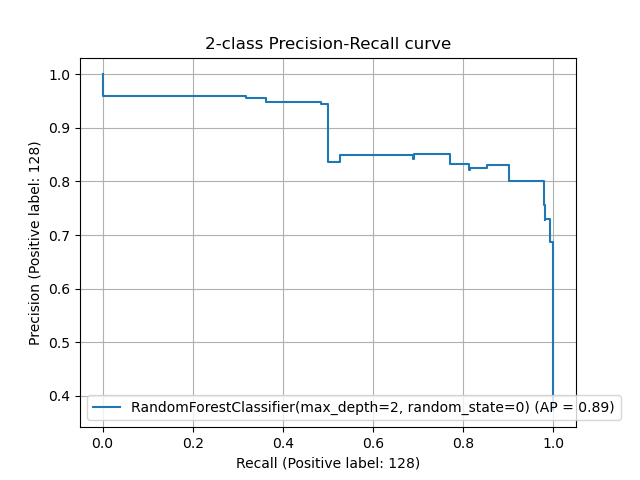 2-class Precision-Recall curve
1.0
0.9
0.8
0.7
0.6
0.5
0.4
Precision (Positive label: 128)
RandomForestClassifier(max_depth=2, random_state=0) (AP = 0.89)
0.0 0.2 0.4 0.6 0.8 1.0
Recall (Positive label: 128)